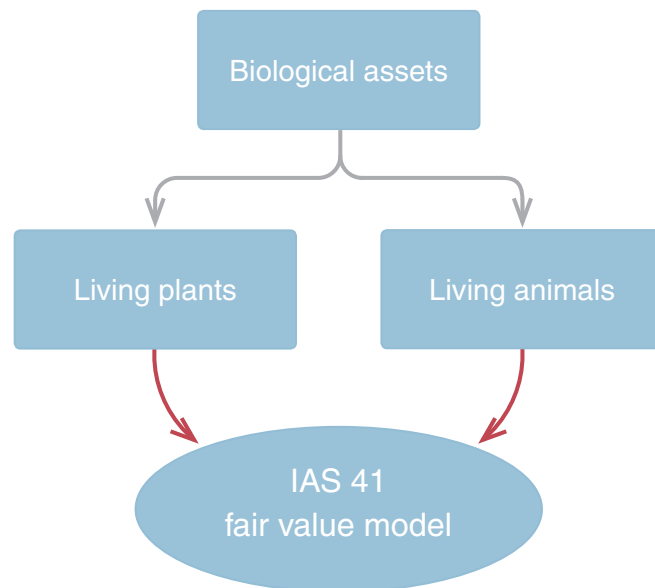 Biological assets
Living plants
Living animals
IAS 41
fair value model